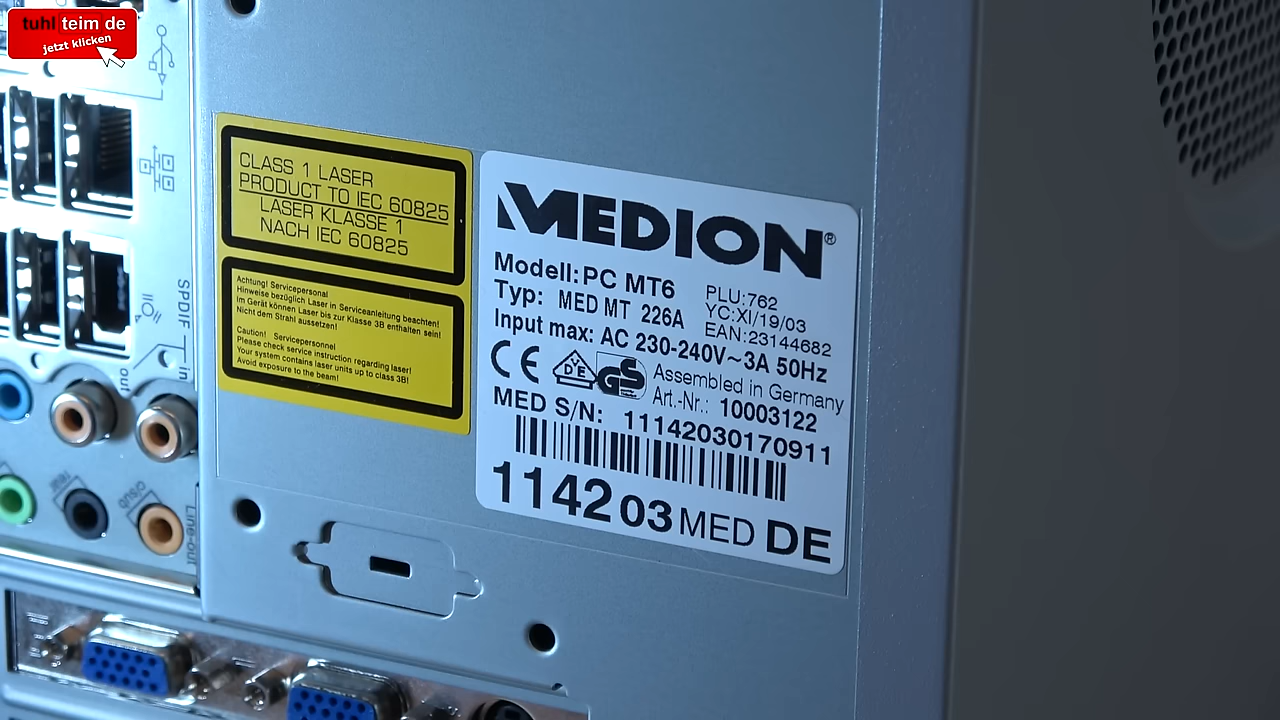 tuhl teim de
jetzt klicken
CLASS 1 LASER
PRODUCT TO IEC 60825
LASER KLASSE 1
NACH IEC 60825
Achtung! Servicepersonal
Hinweise bezüglich Laser in Serviceanleitung beachten!
Im Gerät können Laser bis zur Klasse 3B enthalten sein!
Nicht dem Strahl aussetzen!
Caution! Servicepersonnel
Please check service instruction regarding laser!
Your system contains laser units up to class 3B!
Avoid exposure to the beam!
MEDION®
Modell: PC MT6
PLU:762
Typ: MED MT 226A
YC:XI/19/03
EAN:23144682
Input max: AC 230-240V~3A 50Hz
CE
DVE
GS
Assembled in Germany
Art.-Nr.: 10003122
MED S/N: 11142030170911
1142 03 MED DE
SPDIF
out
in
rear
c/sub
Line-out